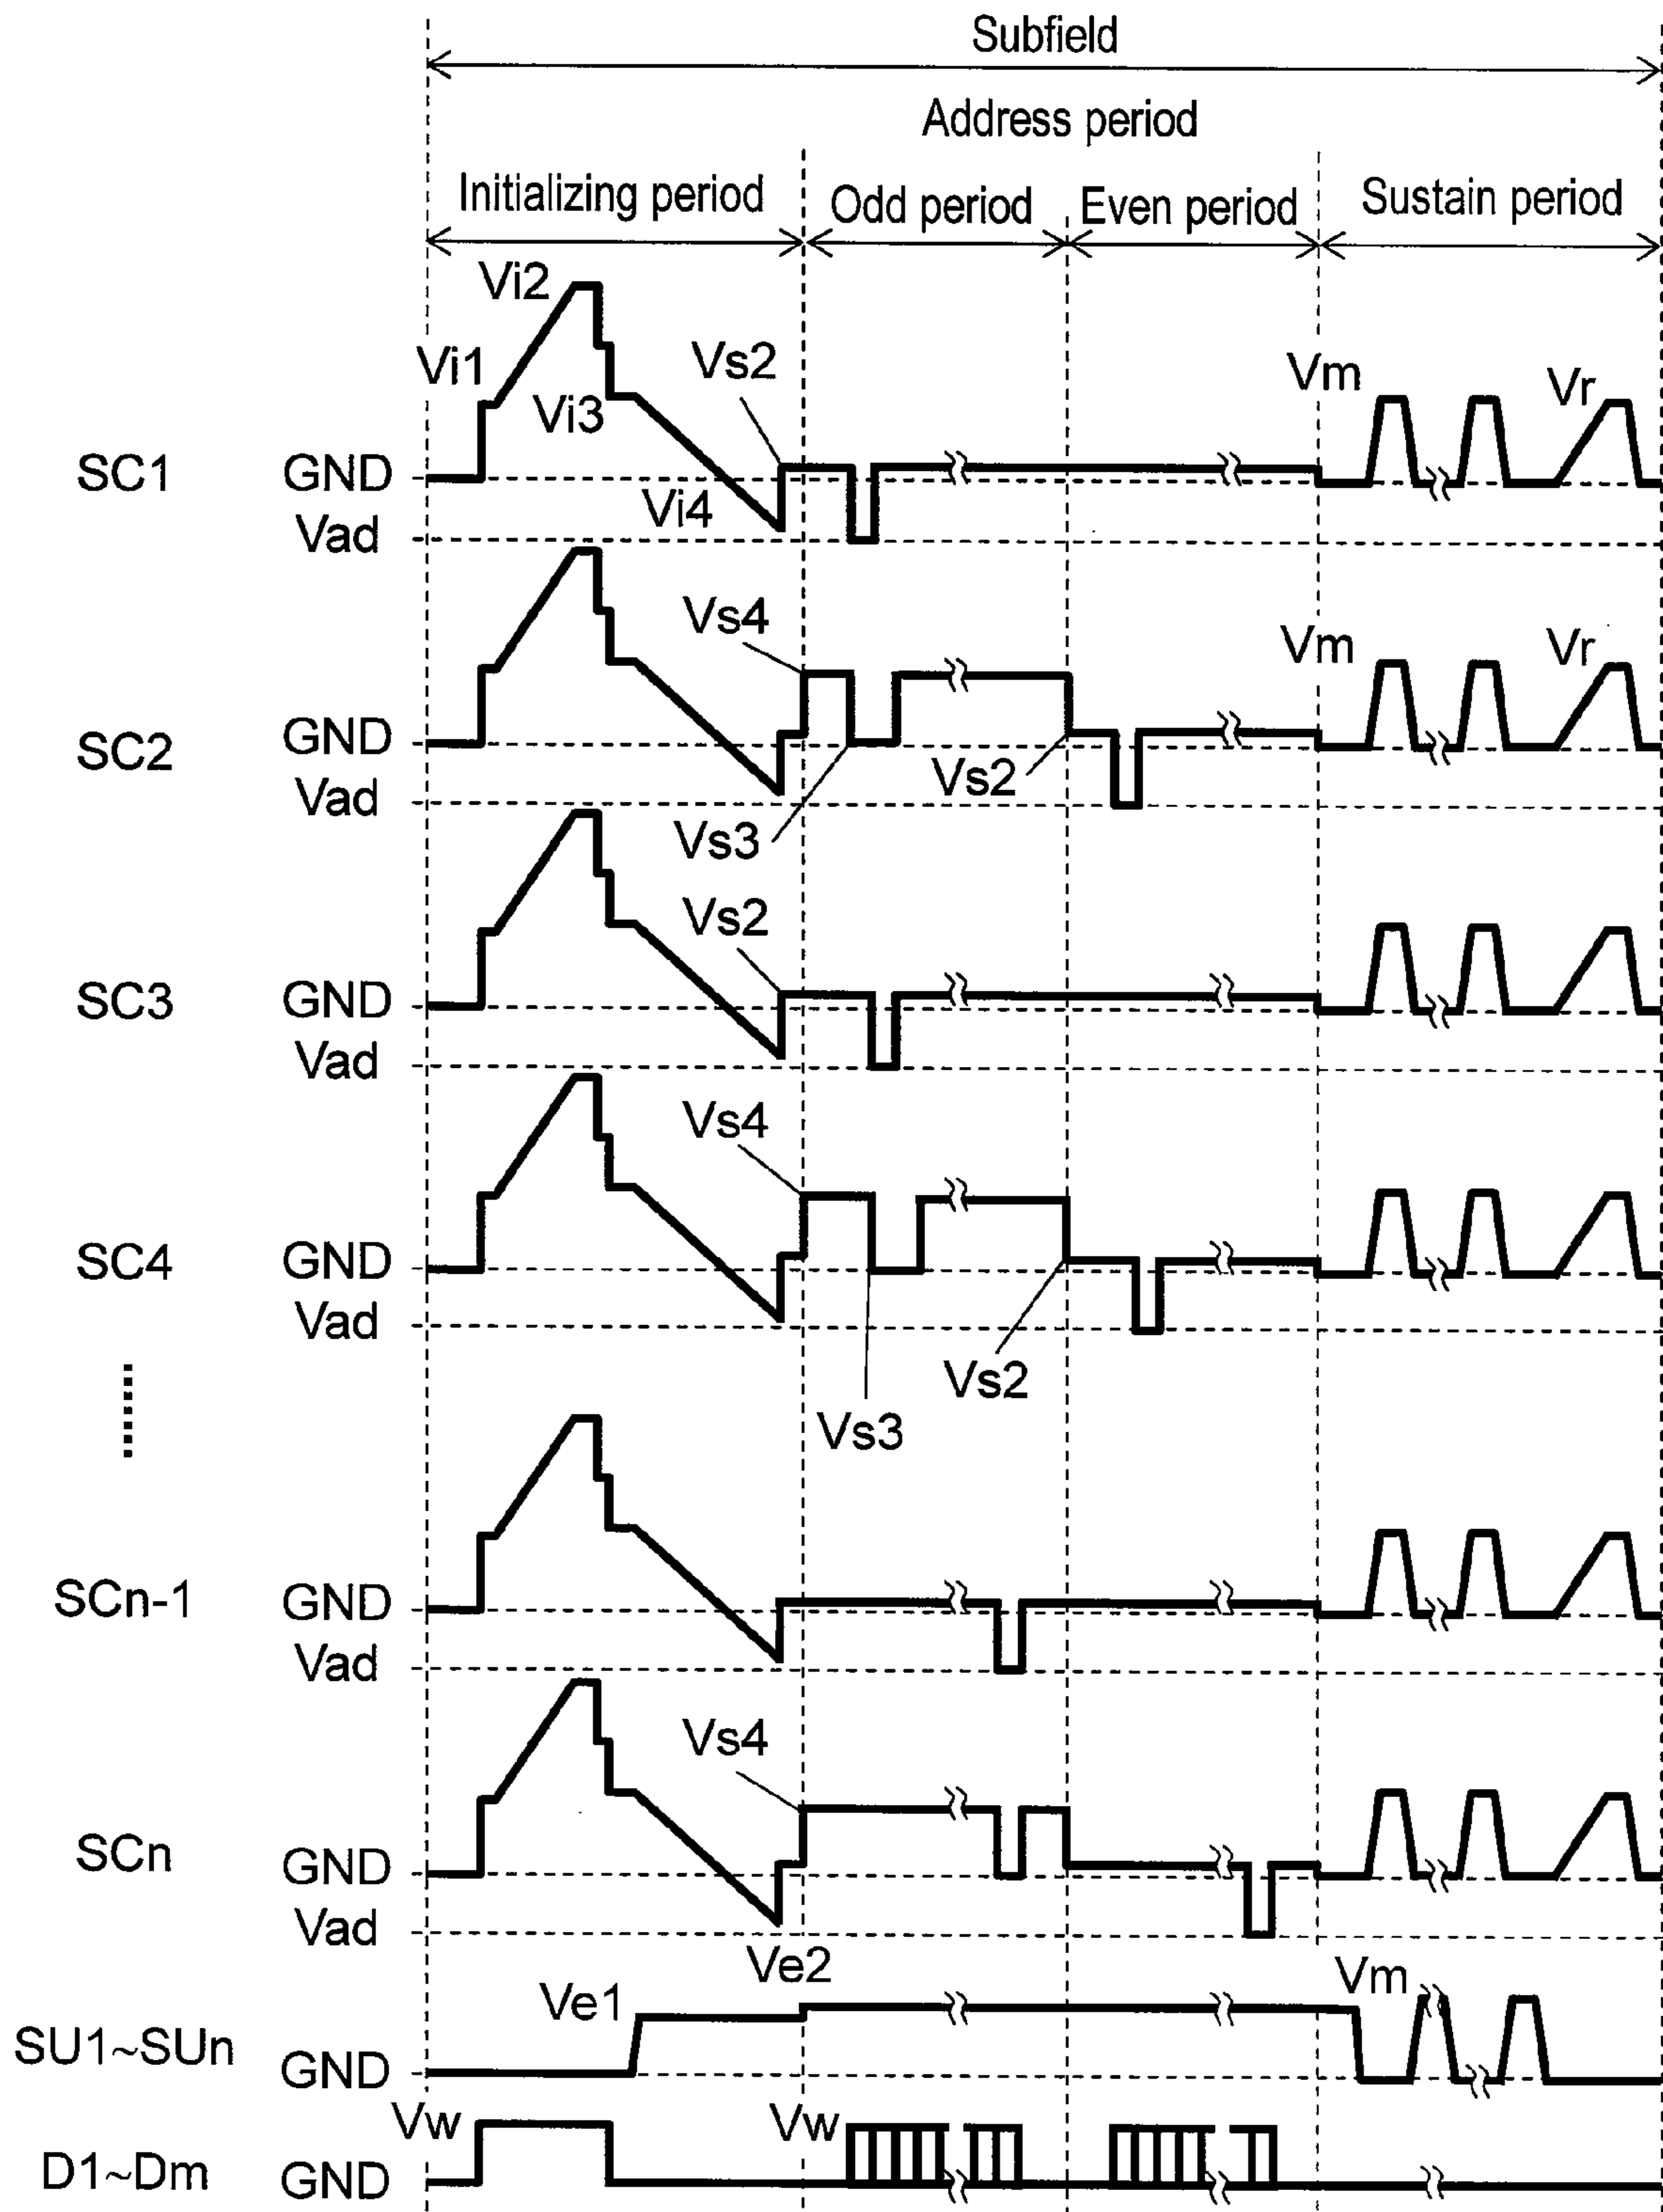 Subfield
Address period
Initializing period
Odd period
Even period
Sustain period
Vi2
Vi1
Vi3
Vs2
Vm
Vr
SC1
GND
Vi4
Vad
Vs4
Vm
Vr
SC2
GND
Vs2
Vad
Vs3
Vs2
SC3
GND
Vad
Vs4
SC4
GND
Vad
Vs2
Vs3
SCn-1
GND
Vad
Vs4
SCn
GND
Vad
Ve2
Ve1
Vm
SU1~SUn
GND
Vw
Vw
D1~Dm
GND